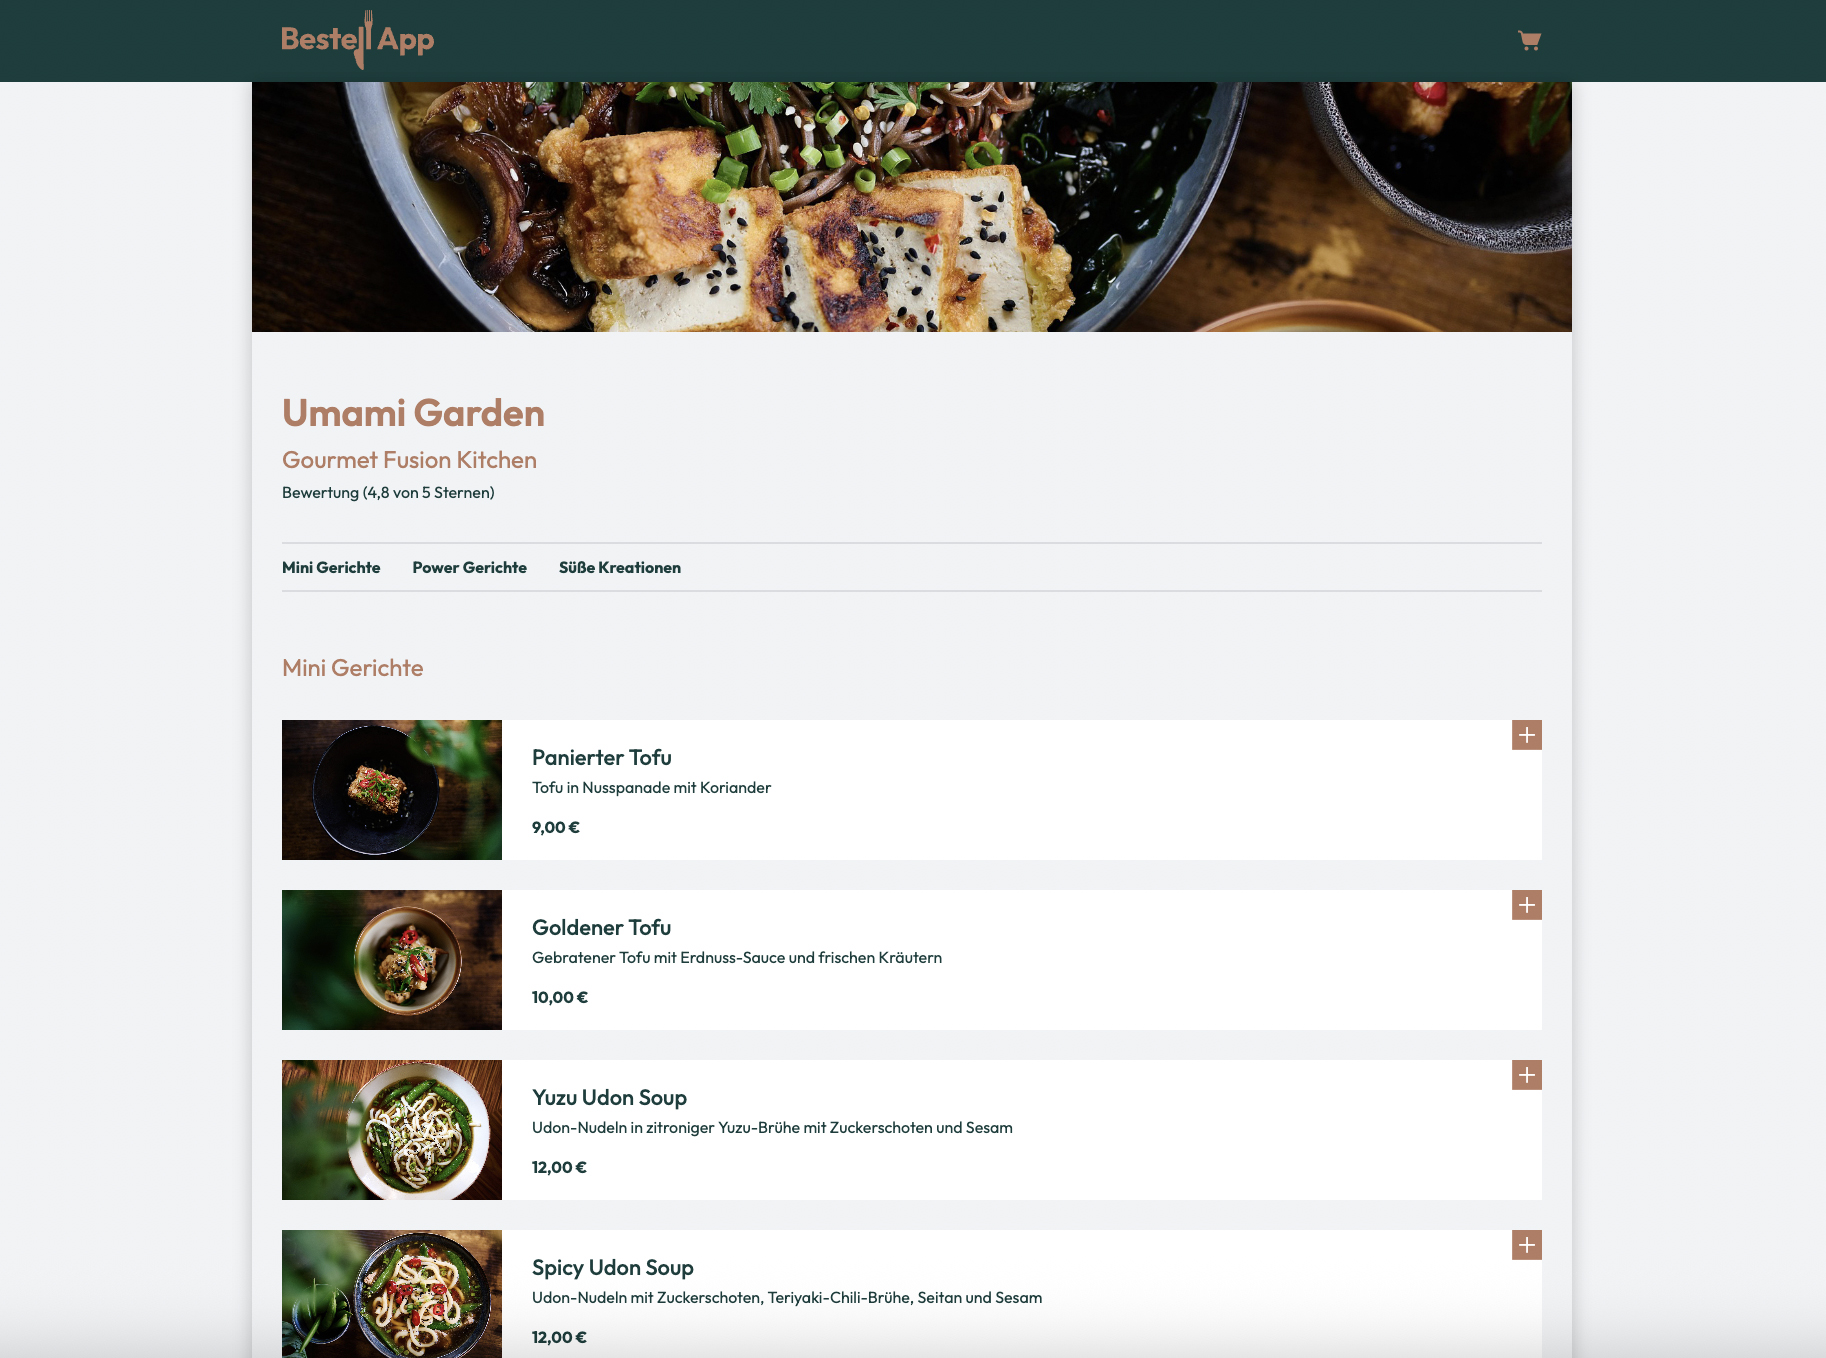 Bestell App
Umami Garden
Gourmet Fusion Kitchen
Bewertung (4,8 von 5 Sternen)
Mini Gerichte Power Gerichte Süße Kreationen
Mini Gerichte
Panierter Tofu
Tofu in Nusspanade mit Koriander
9,00 €
Goldener Tofu
Gebratener Tofu mit Erdnuss-Sauce und frischen Kräutern
10,00 €
Yuzu Udon Soup
Udon-Nudeln in zitroniger Yuzu-Brühe mit Zuckerschoten und Sesam
12,00 €
Spicy Udon Soup
Udon-Nudeln mit Zuckerschoten, Teriyaki-Chili-Brühe, Seitan und Sesam
12,00 €